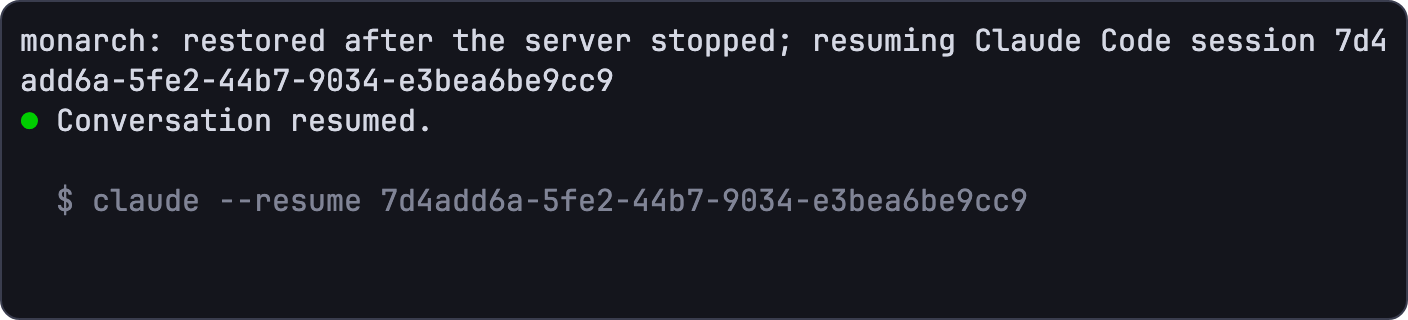 monarch: restored after the server stopped; resuming Claude Code session 7d4
add6a-5fe2-44b7-9034-e3bea6be9cc9
● Conversation resumed.
$ claude --resume 7d4add6a-5fe2-44b7-9034-e3bea6be9cc9